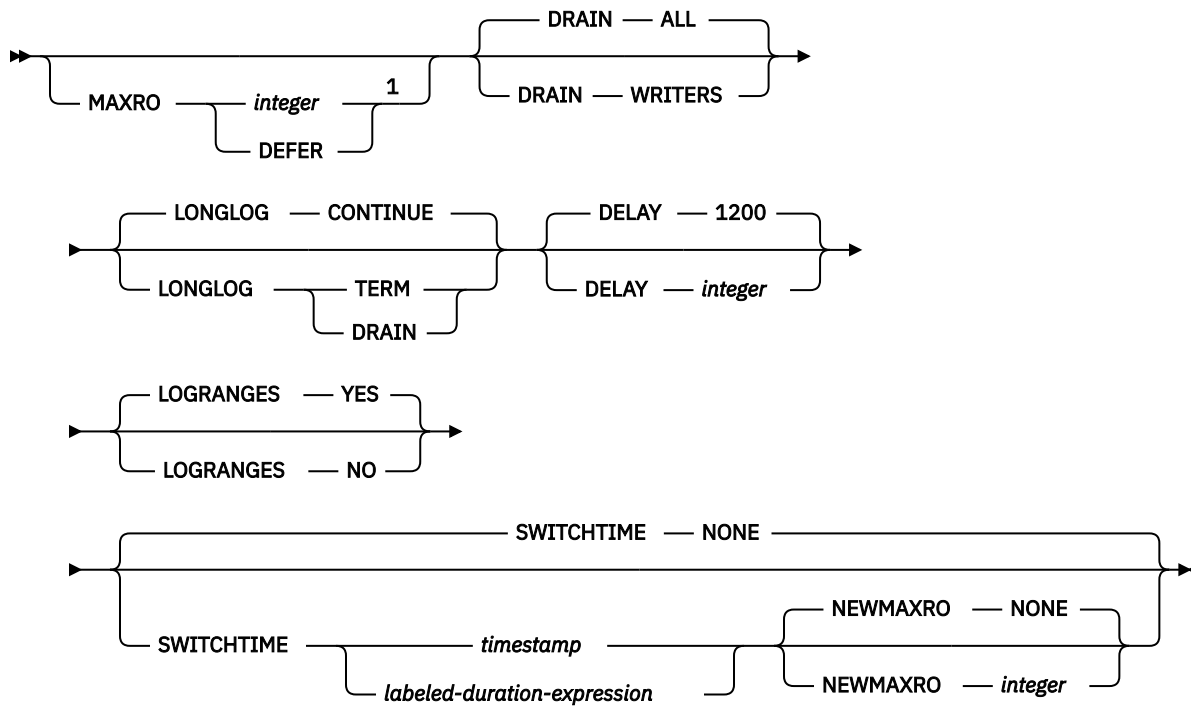 DRAIN ALL
MAXRO integer 1
DEFER
DRAIN WRITERS
LONGLOG CONTINUE
LONGLOG TERM
DRAIN
DELAY 1200
DELAY integer
LOGRANGES YES
LOGRANGES NO
SWITCHTIME NONE
SWITCHTIME timestamp
labeled-duration-expression
NEWMAXRO NONE
NEWMAXRO integer